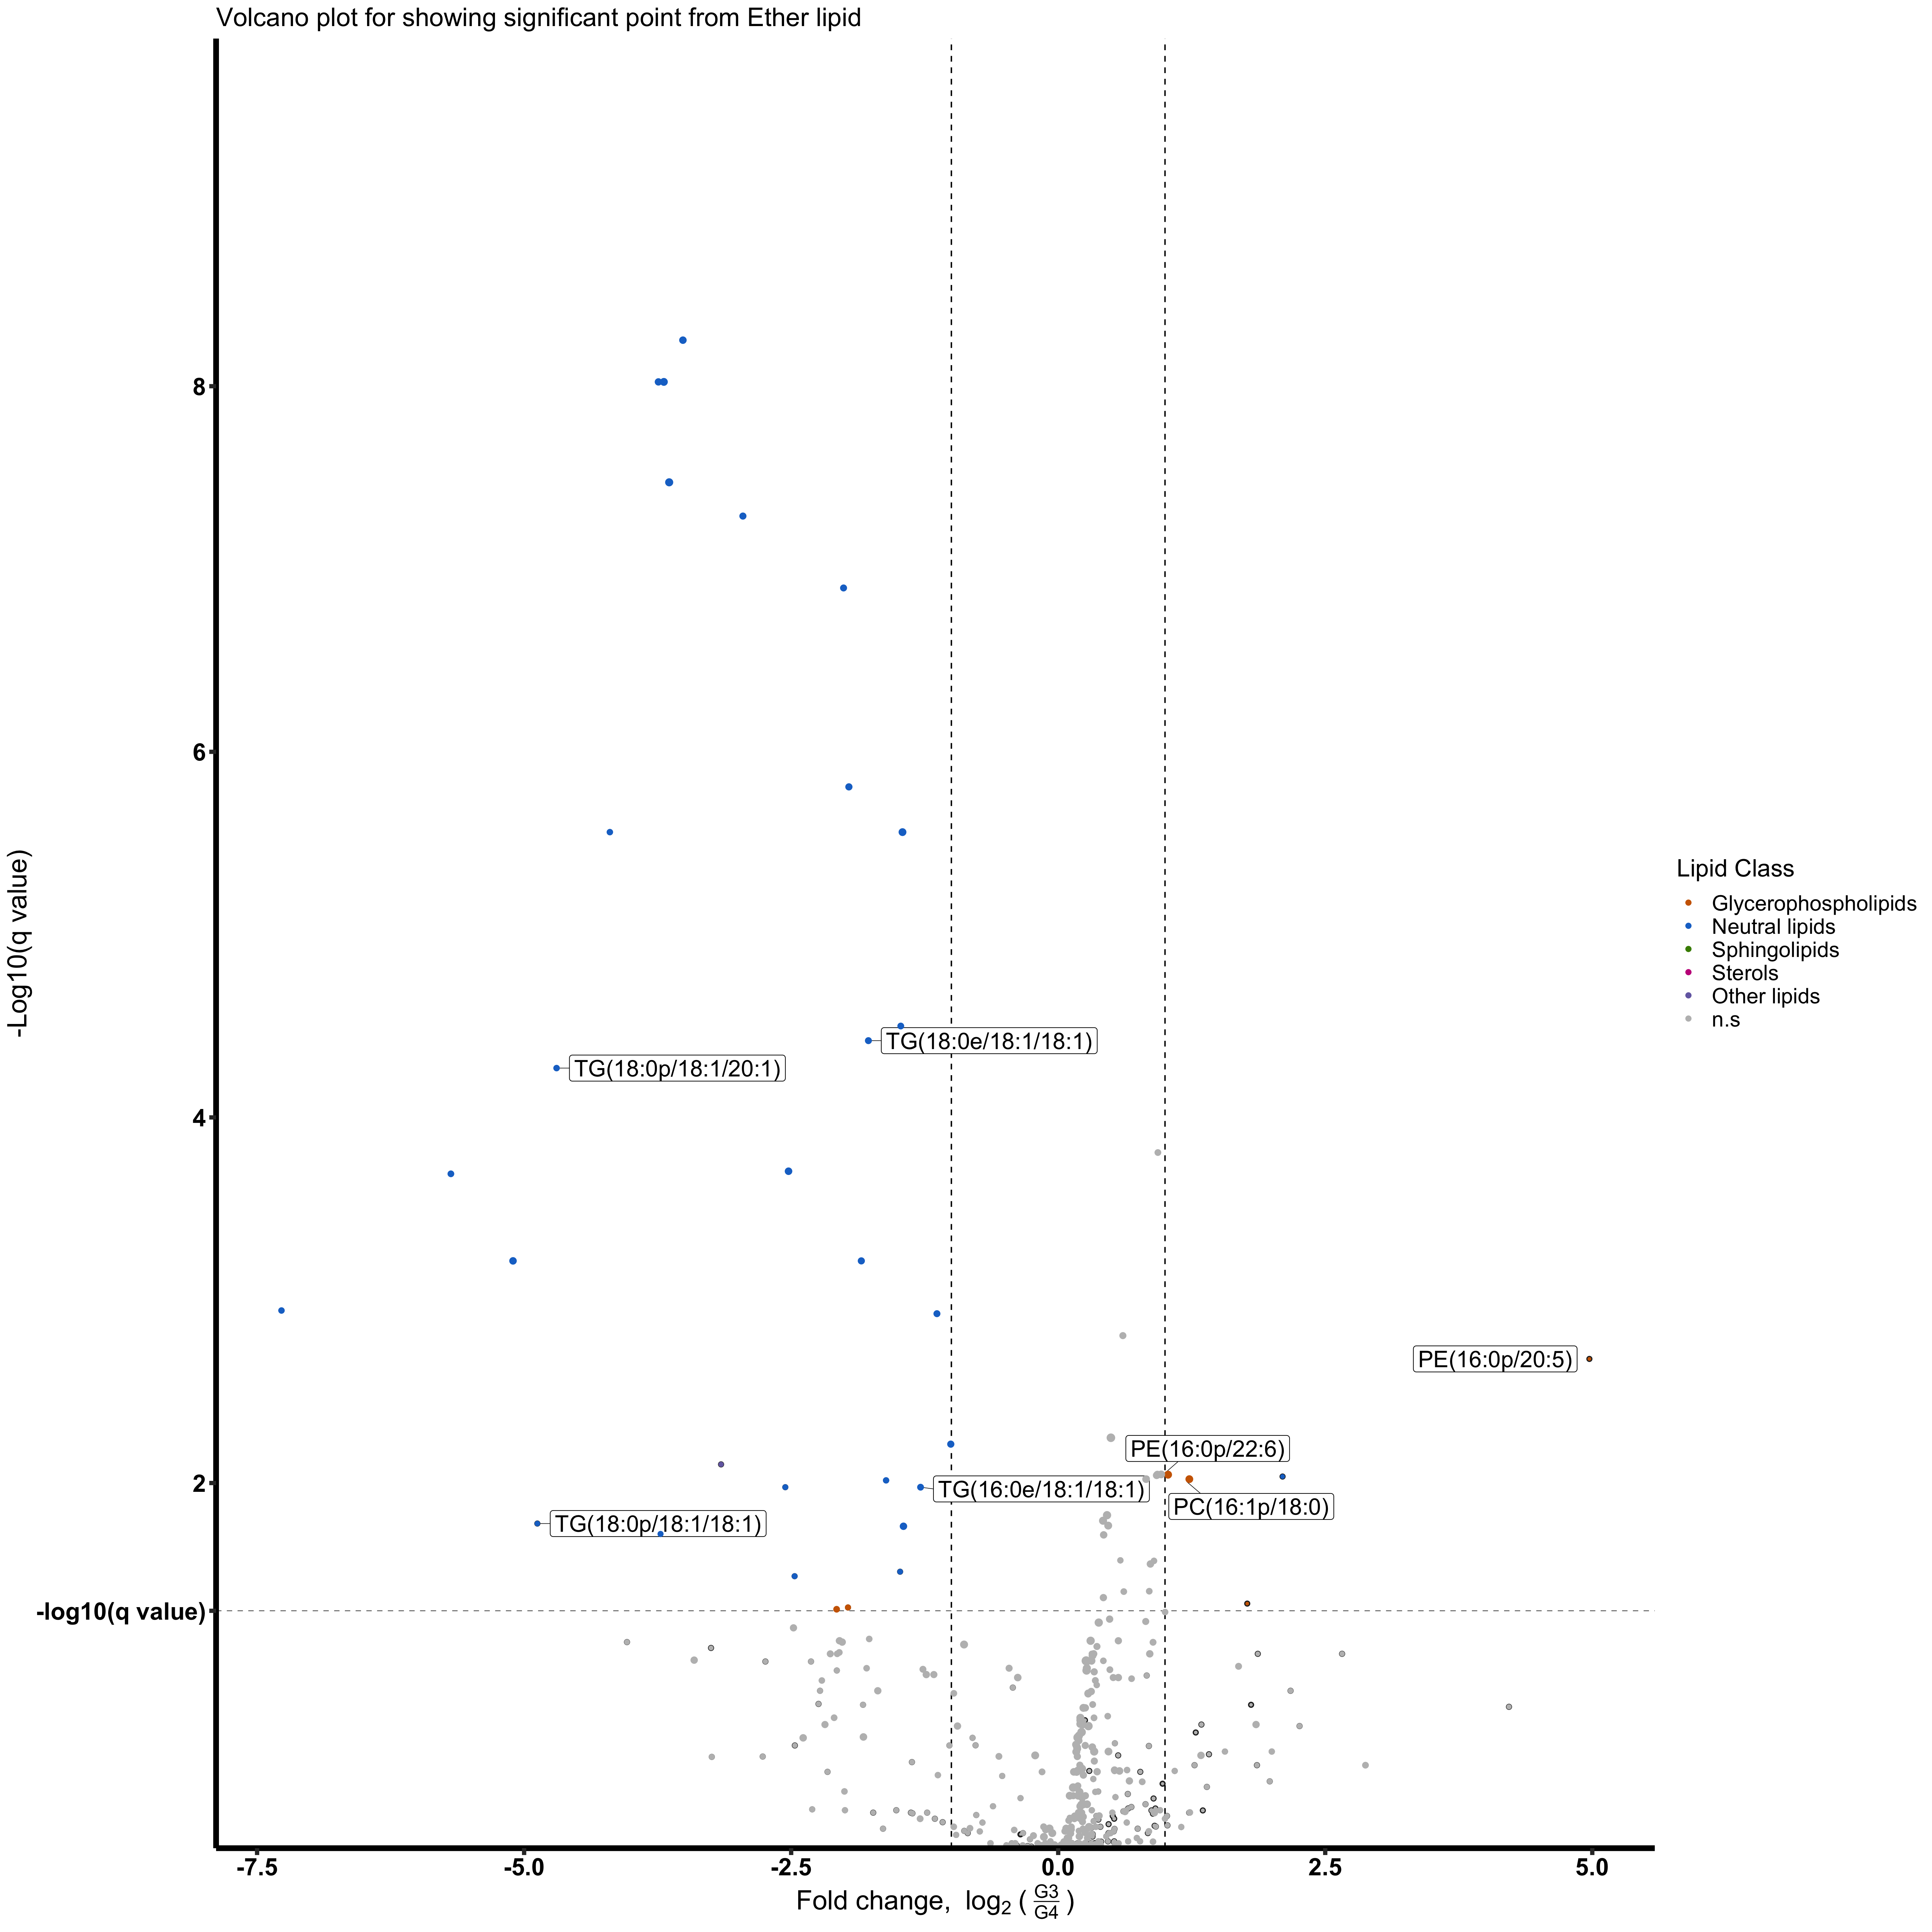 Volcano plot for showing significant point from Ether lipid
-Log10(q value)
8
6
4
2
-log10(q value)
TG(18:0e/18:1/18:1)
TG(18:0p/18:1/20:1)
PE(16:0p/20:5)
PE(16:0p/22:6)
TG(16:0e/18:1/18:1)
PC(16:1p/18:0)
TG(18:0p/18:1/18:1)
Lipid Class
Glycerophospholipids
Neutral lipids
Sphingolipids
Sterols
Other lipids
n.s
-7.5 -5.0 -2.5 0.0 2.5 5.0
Fold change, log2 ( G3/G4 )